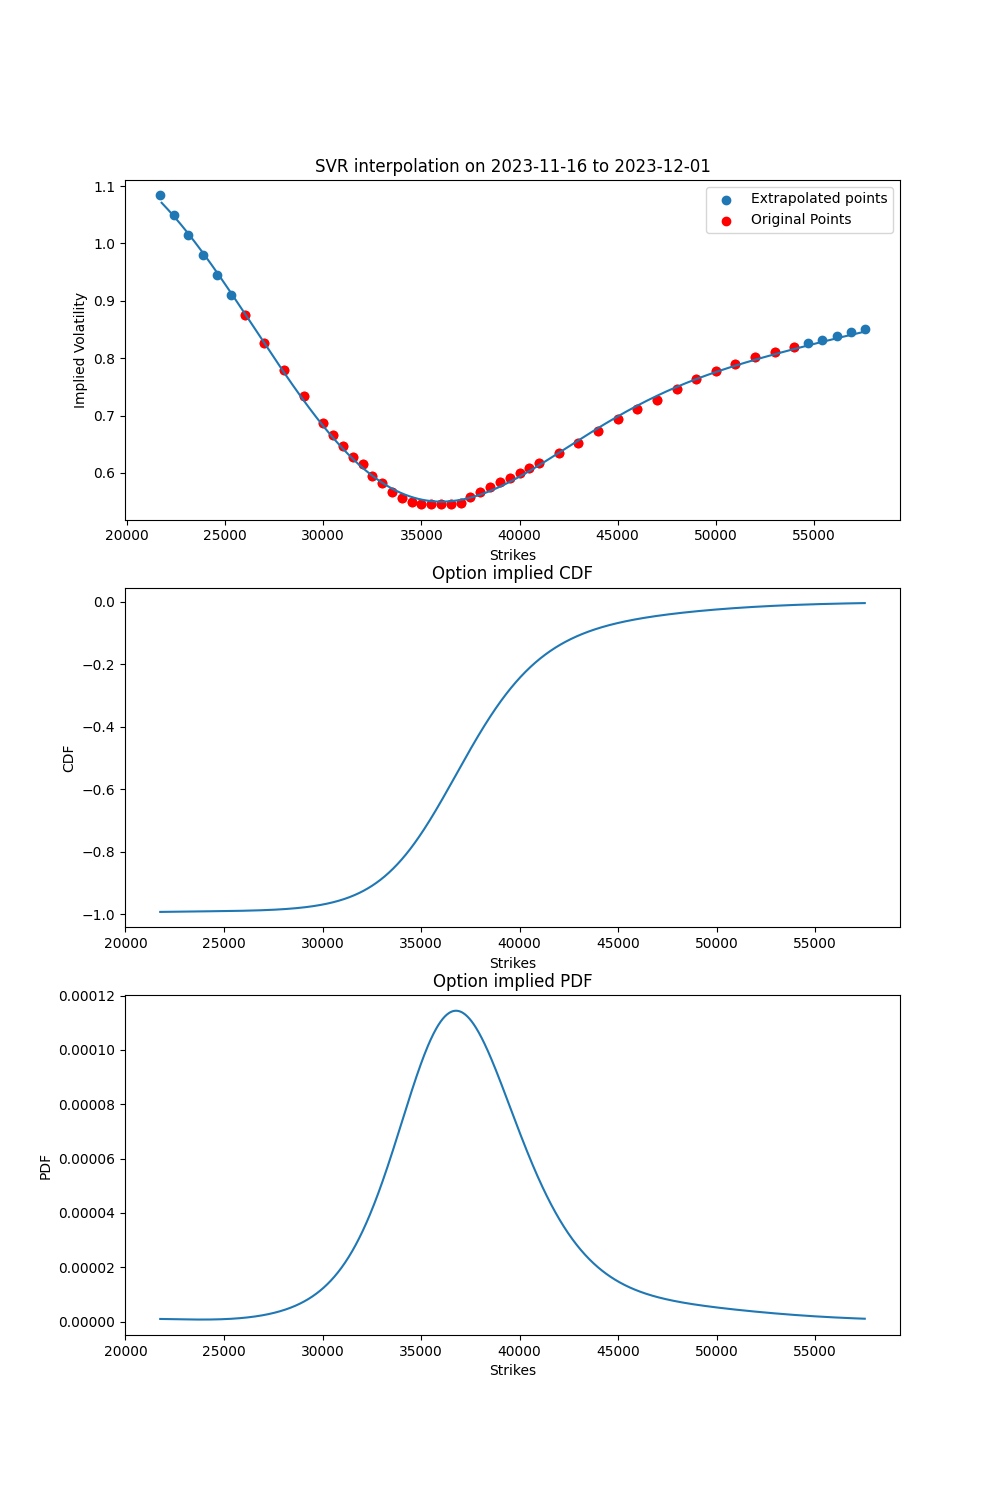 SVR interpolation on 2023-11-16 to 2023-12-01
1.1
1.0
0.9
0.8
0.7
0.6
Implied Volatility
Extrapolated points
Original Points
20000 25000 30000 35000 40000 45000 50000 55000
Strikes
Option implied CDF
0.0
−0.2
−0.4
−0.6
−0.8
−1.0
CDF
20000 25000 30000 35000 40000 45000 50000 55000
Strikes
Option implied PDF
0.00012
0.00010
0.00008
0.00006
0.00004
0.00002
0.00000
PDF
20000 25000 30000 35000 40000 45000 50000 55000
Strikes